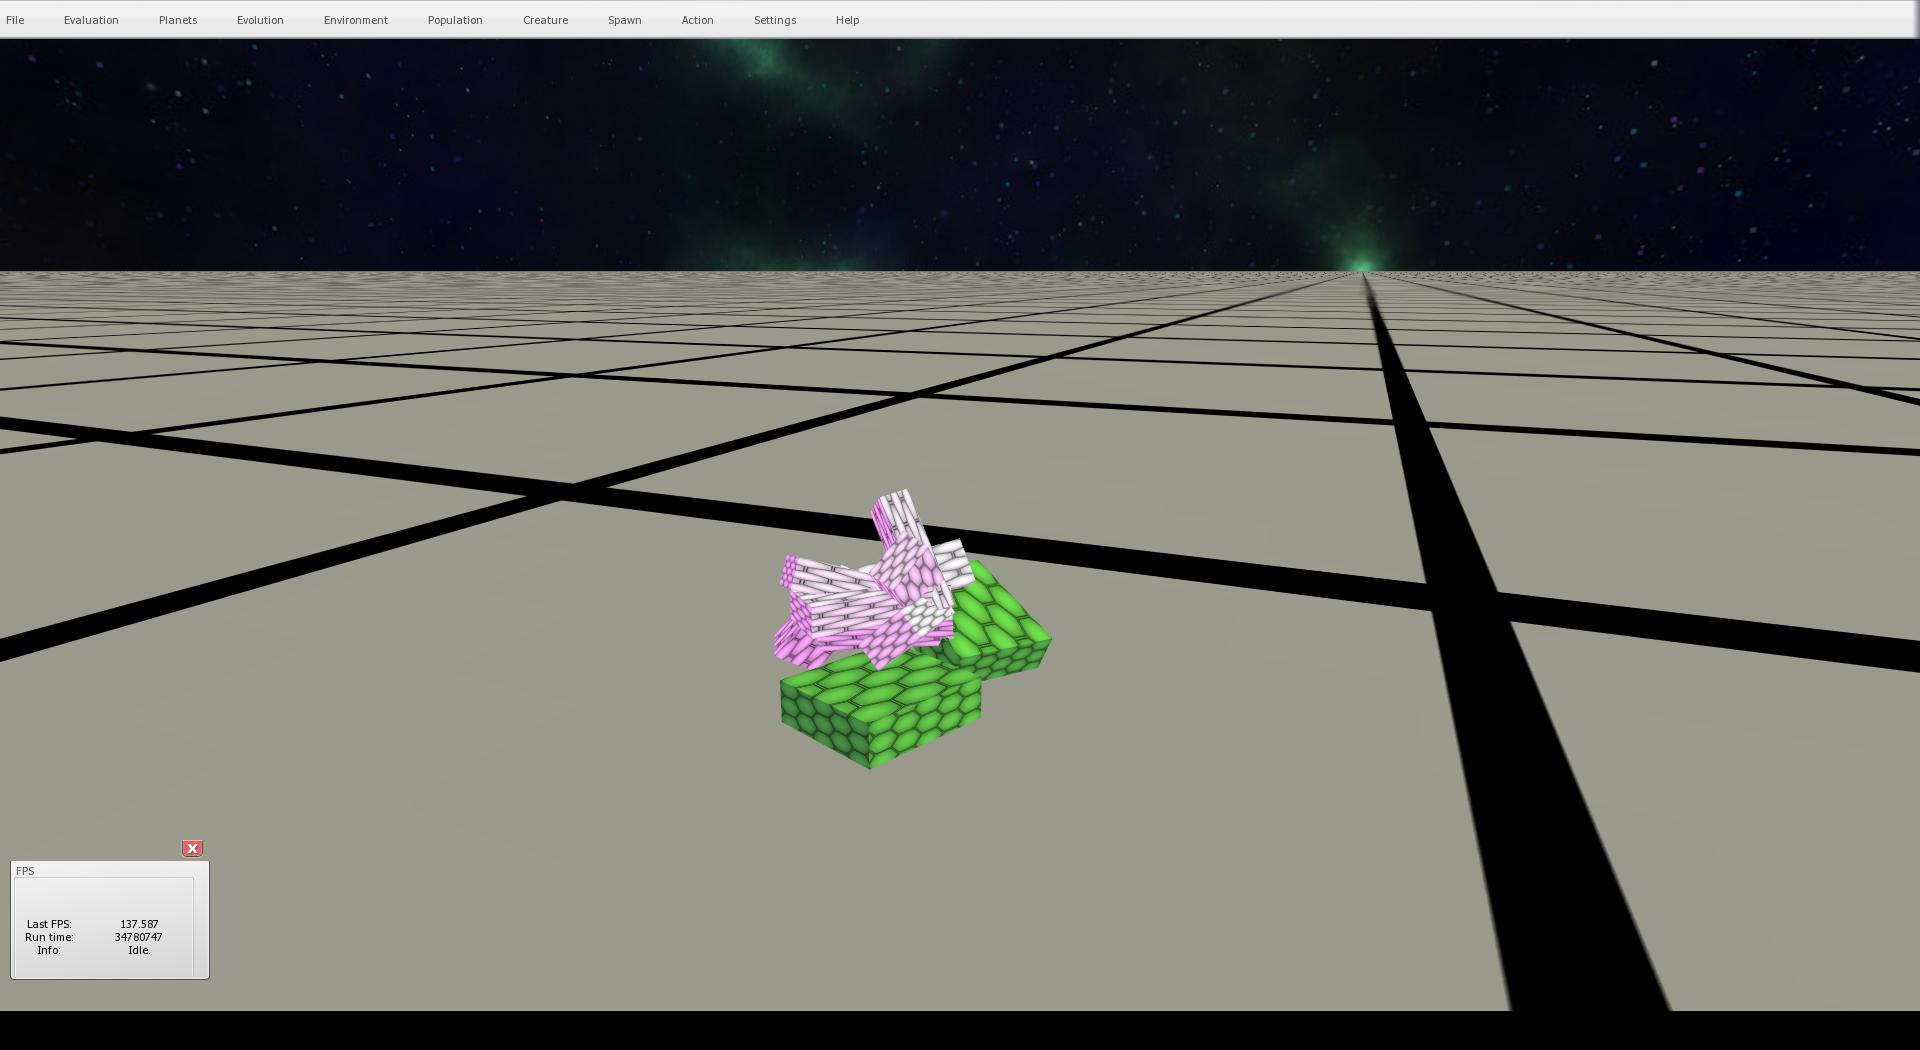 File Evaluation Planets Evolution Environment Population Creature Spawn Action Settings Help
X
FPS
Last FPS: 137.587
Run time: 34780747
Info: Idle.